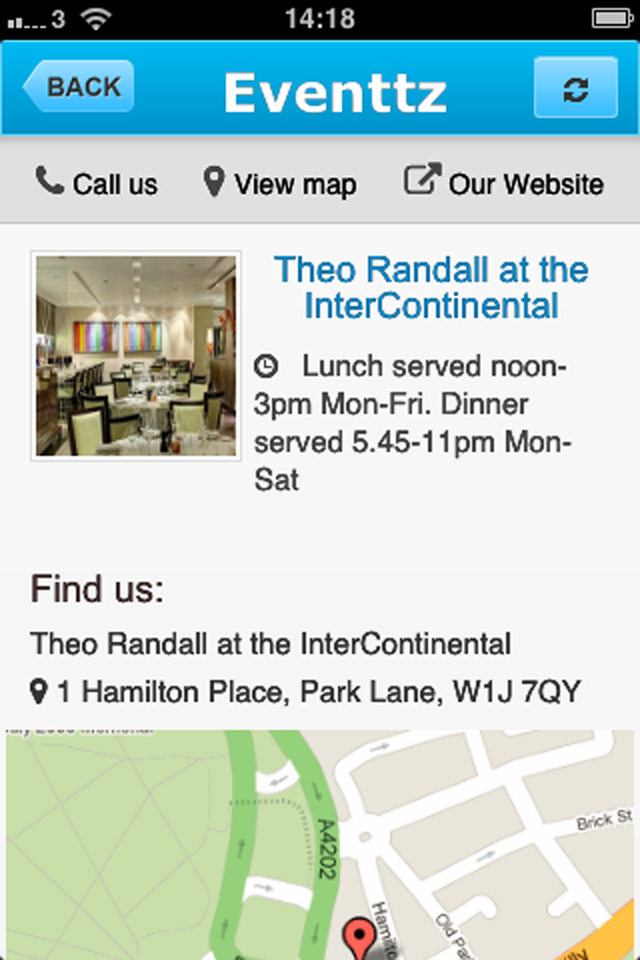 3 14:18
BACK Eventtz
Call us View map Our Website
Theo Randall at the
InterContinental
Lunch served noon-
3pm Mon-Fri. Dinner
served 5.45-11pm Mon-
Sat
Find us:
Theo Randall at the InterContinental
1 Hamilton Place, Park Lane, W1J 7QY
A4202
Brick St
Old